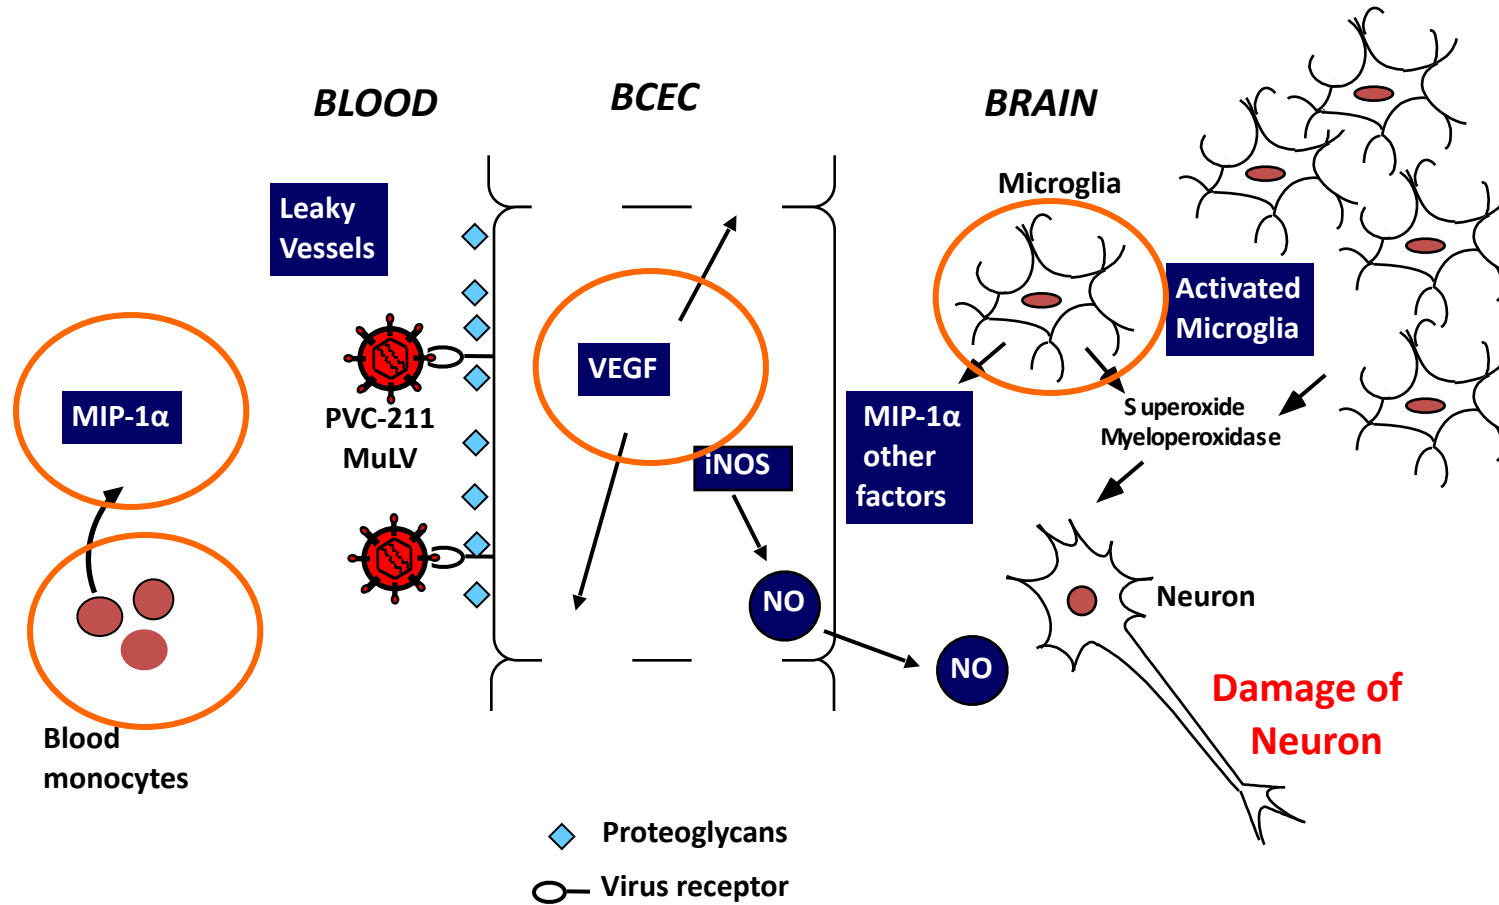 BLOOD
BCEC
BRAIN
Leaky
Vessels
Microglia
Activated
Microglia
MIP-1α
VEGF
PVC-211
MuLV
iNOS
MIP-1α
other
factors
Superoxide
Myeloperoxidase
NO
NO
Neuron
Damage of
Neuron
Blood
monocytes
Proteoglycans
Virus receptor